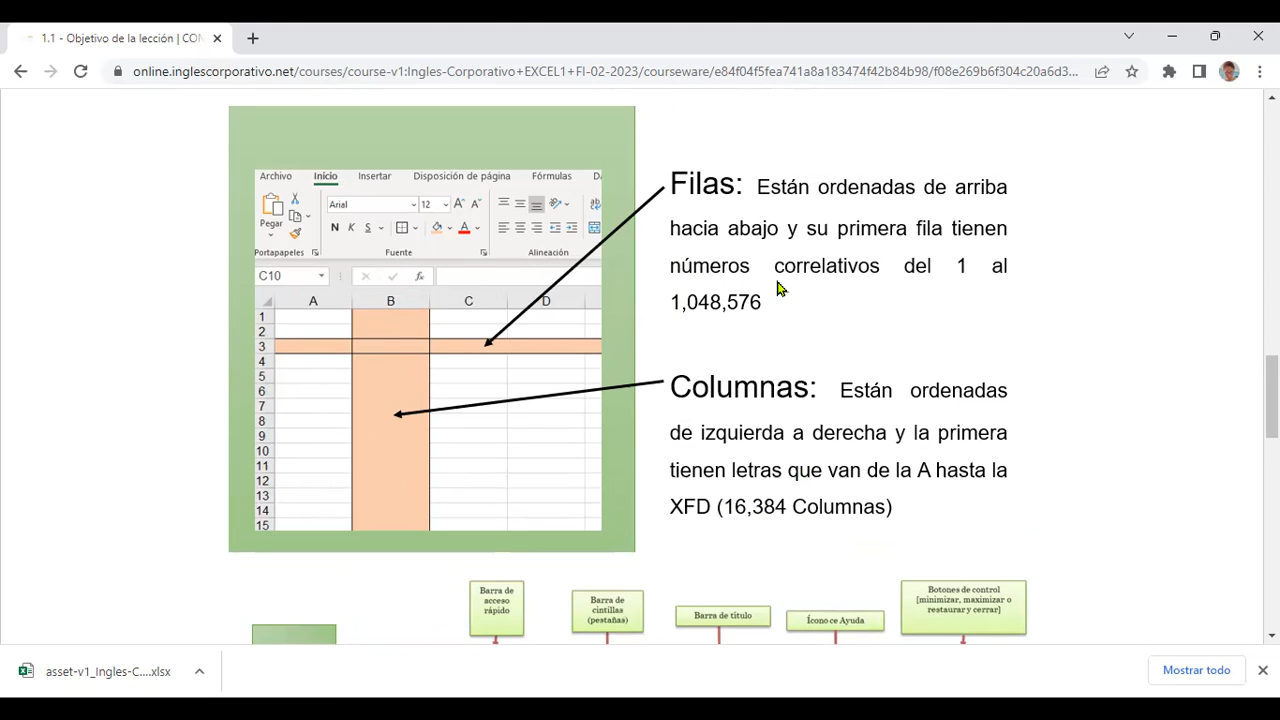 1.1 - Objetivo de la lección | CON
online.inglescorporativo.net/courses/course-v1:Ingles-Corporativo+EXCEL1+FI-02-2023/courseware/e84f04f5fea741a8a183474f42b84b98/f08e269b6f304c20a6d3...
Archivo Inicio Insertar Disposición de página Fórmulas Da
Pegar
Arial 12
N K S
Portapapeles Fuente Alineación
C10 fx
A B C D
1
2
3
4
5
6
7
8
9
10
11
12
13
14
15
Filas: Están ordenadas de arriba
hacia abajo y su primera fila tienen
números correlativos del 1 al
1,048,576
Columnas: Están ordenadas
de izquierda a derecha y la primera
tienen letras que van de la A hasta la
XFD (16,384 Columnas)
Barra de
acceso
rápido
Barra de
cintillas
(pestañas)
Barra de título
Ícono ce Ayuda
Botones de control
[minimizar, maximizar o
restaurar y cerrar]
asset-v1_Ingles-C....xlsx
Mostrar todo